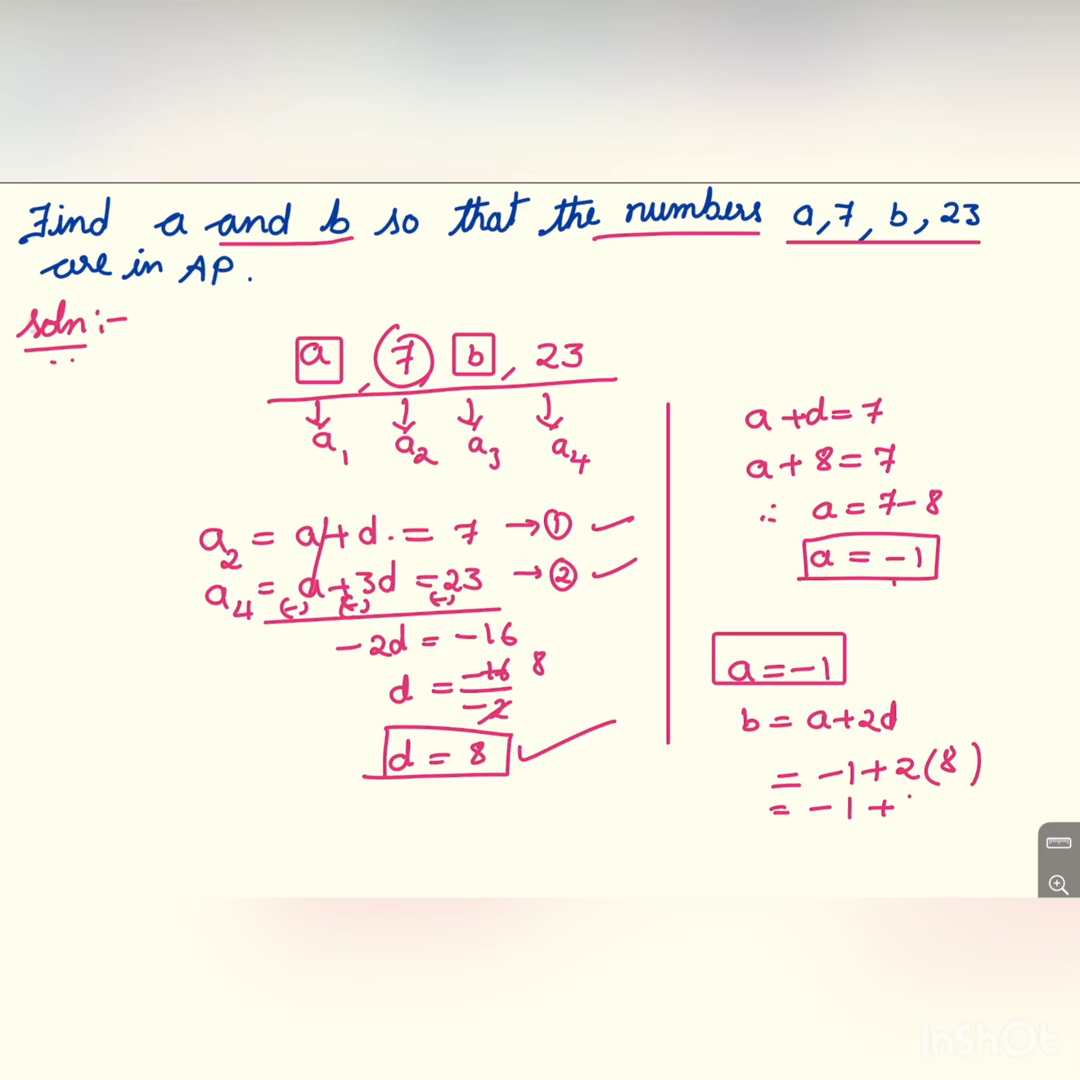 Find a and b so that the numbers a, 7, b, 23
are in AP.
soln :-
a , 7 b , 23
a1 a2 a3 a4
a2 = a + d . = 7 → ①
a4 = a + 3d = 23 → ②
(-) (-) (-)
- 2d = - 16
d = -16 / -2 8
d = 8
a + d = 7
a + 8 = 7
∴ a = 7 - 8
a = - 1
a = - 1
b = a + 2d
= - 1 + 2 (8)
= - 1 +
InShOt